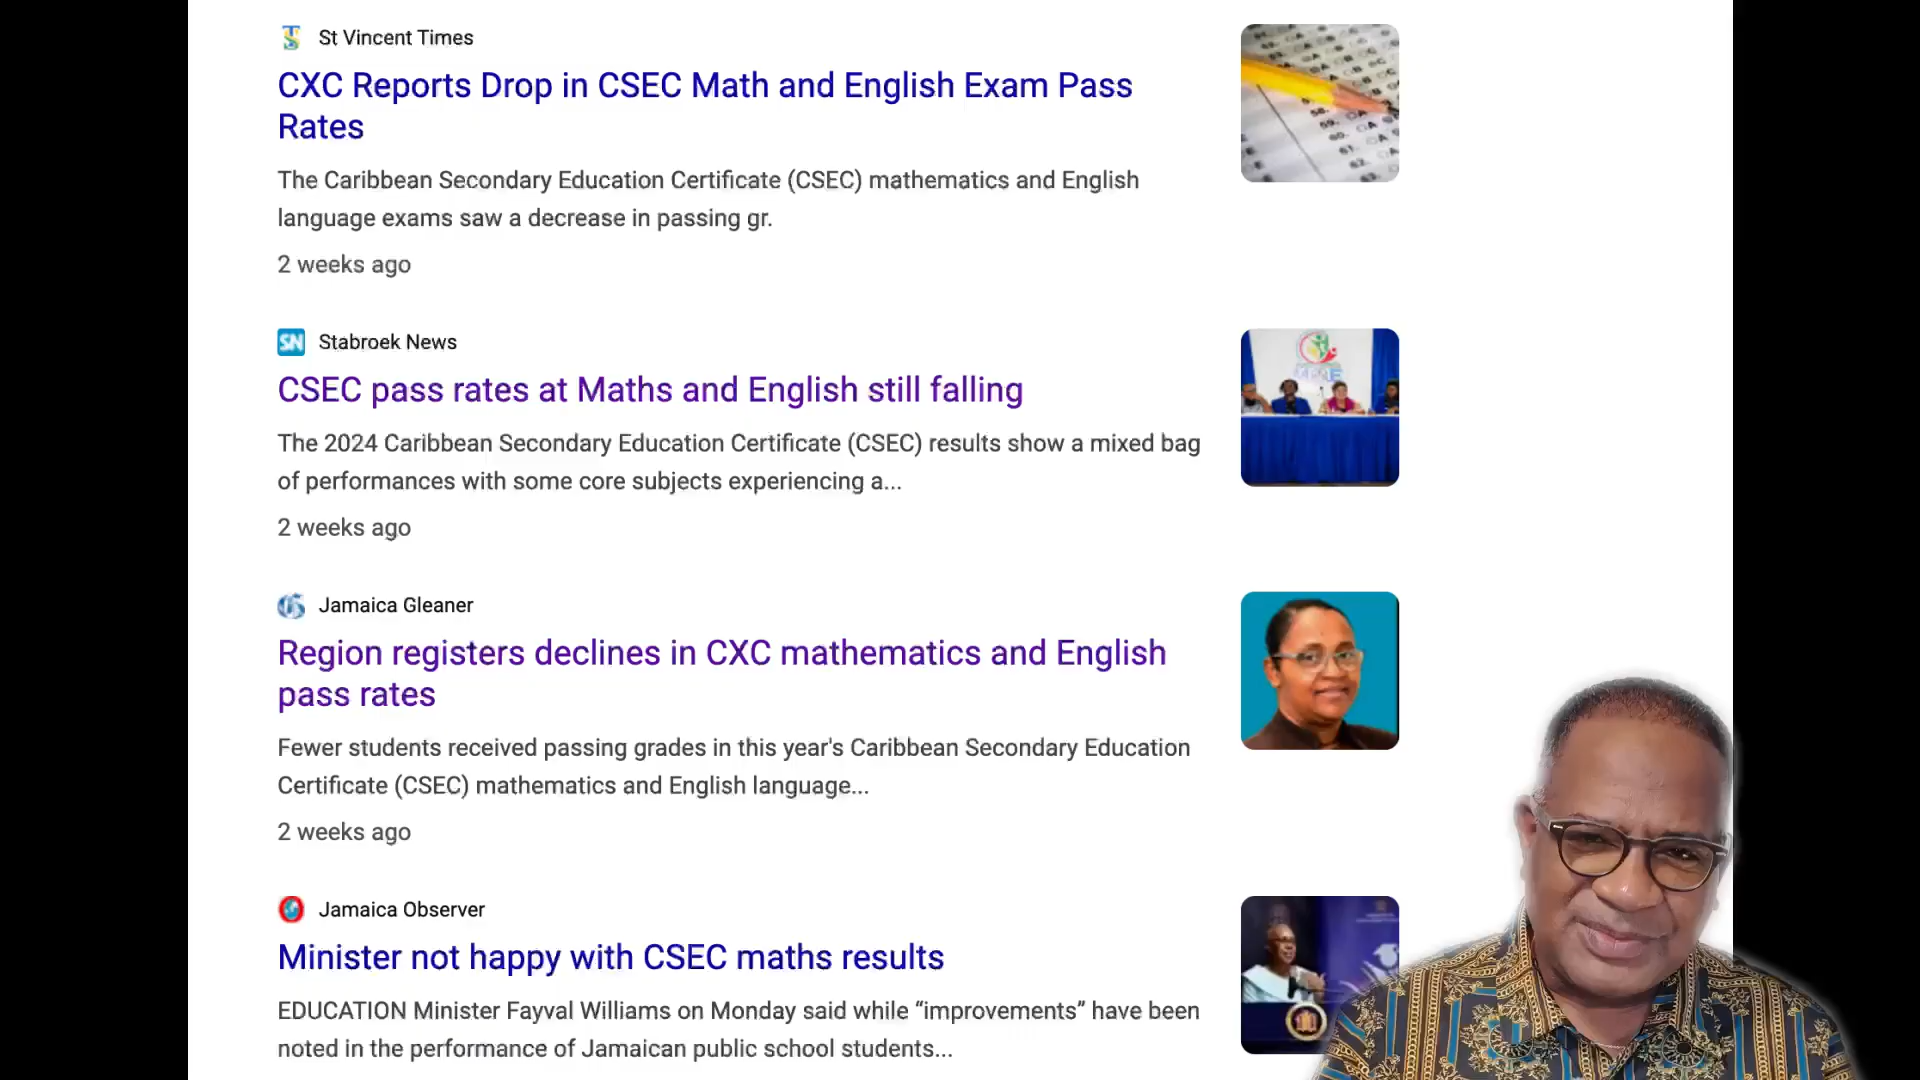 St Vincent Times
CXC Reports Drop in CSEC Math and English Exam Pass
Rates
The Caribbean Secondary Education Certificate (CSEC) mathematics and English
language exams saw a decrease in passing gr.
2 weeks ago
SN
Stabroek News
CSEC pass rates at Maths and English still falling
The 2024 Caribbean Secondary Education Certificate (CSEC) results show a mixed bag
of performances with some core subjects experiencing a...
2 weeks ago
Jamaica Gleaner
Region registers declines in CXC mathematics and English
pass rates
Fewer students received passing grades in this year's Caribbean Secondary Education
Certificate (CSEC) mathematics and English language...
2 weeks ago
Jamaica Observer
Minister not happy with CSEC maths results
EDUCATION Minister Fayval Williams on Monday said while “improvements” have been
noted in the performance of Jamaican public school students...